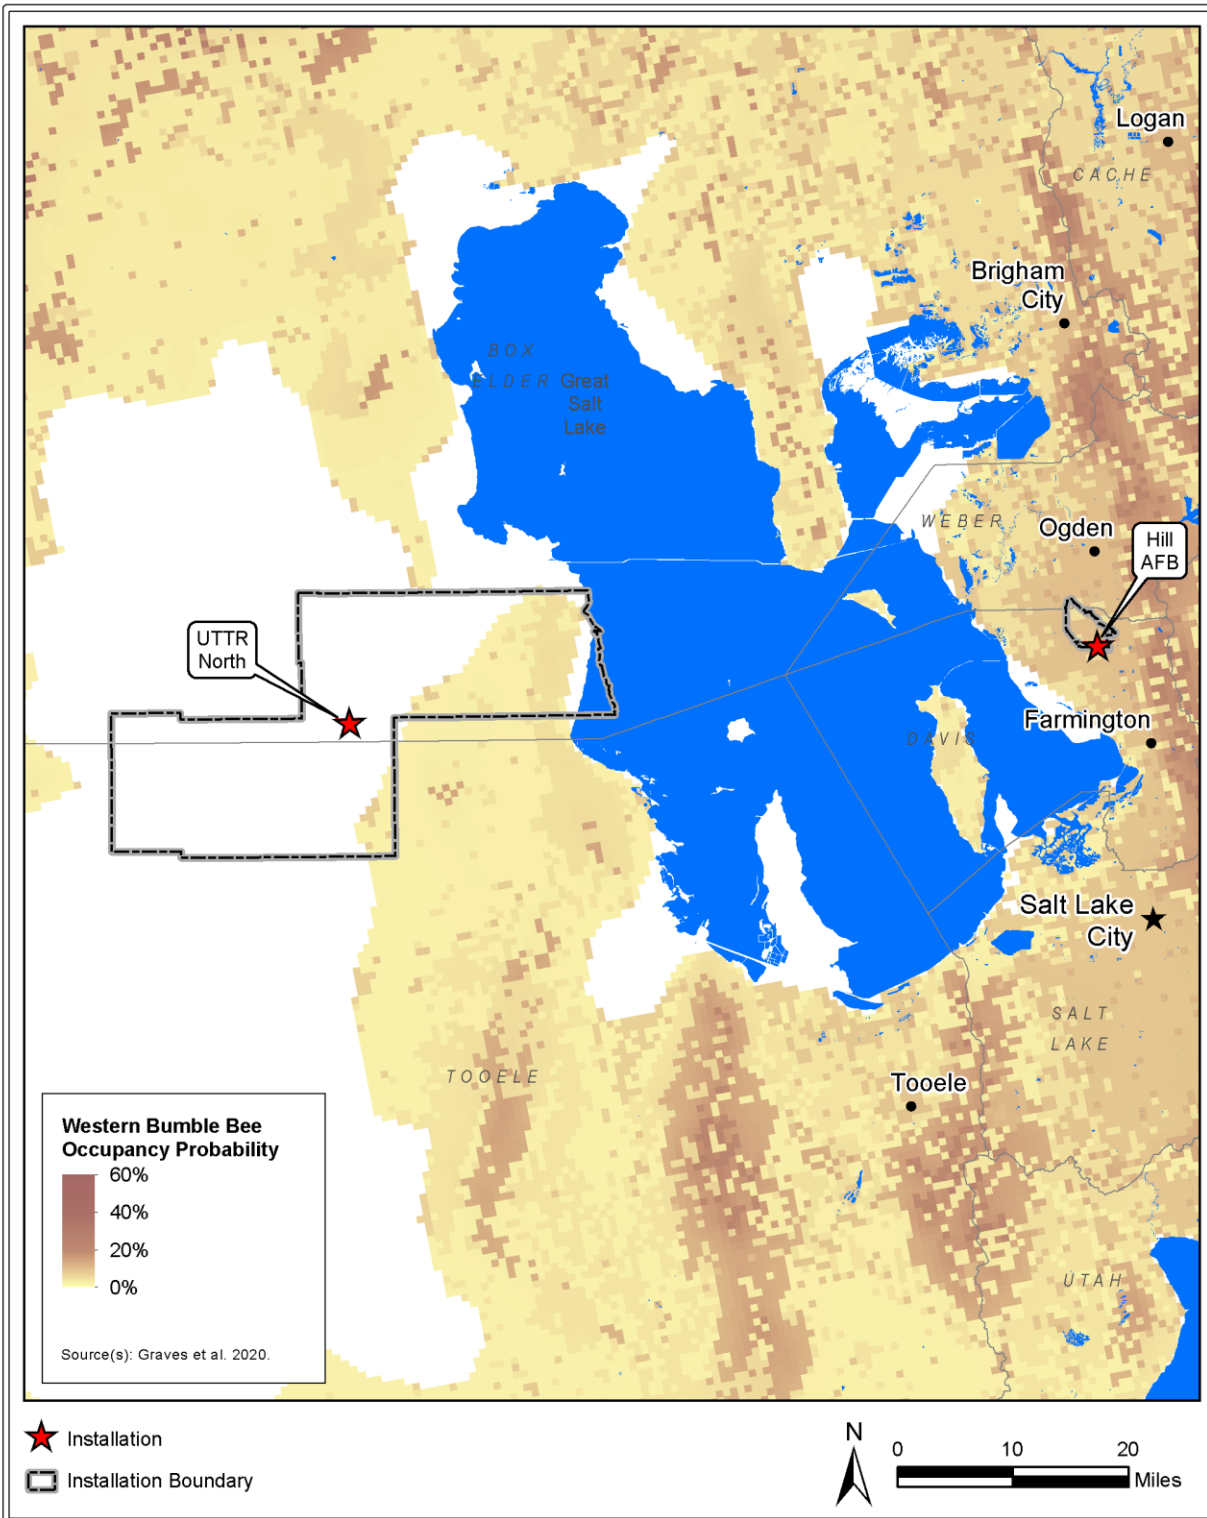 Logan
CACHE
Brigham
City
BOX
ELDER
Great
Salt
Lake
WEBER
Ogden
Hill
AFB
UTTR
North
Farmington
DAVIS
Salt Lake
City
SALT
LAKE
TOOELE
Tooele
UTAH
Western Bumble Bee
Occupancy Probability
60%
40%
20%
0%
Source(s): Graves et al. 2020.
Installation
Installation Boundary
N
0 10 20
Miles